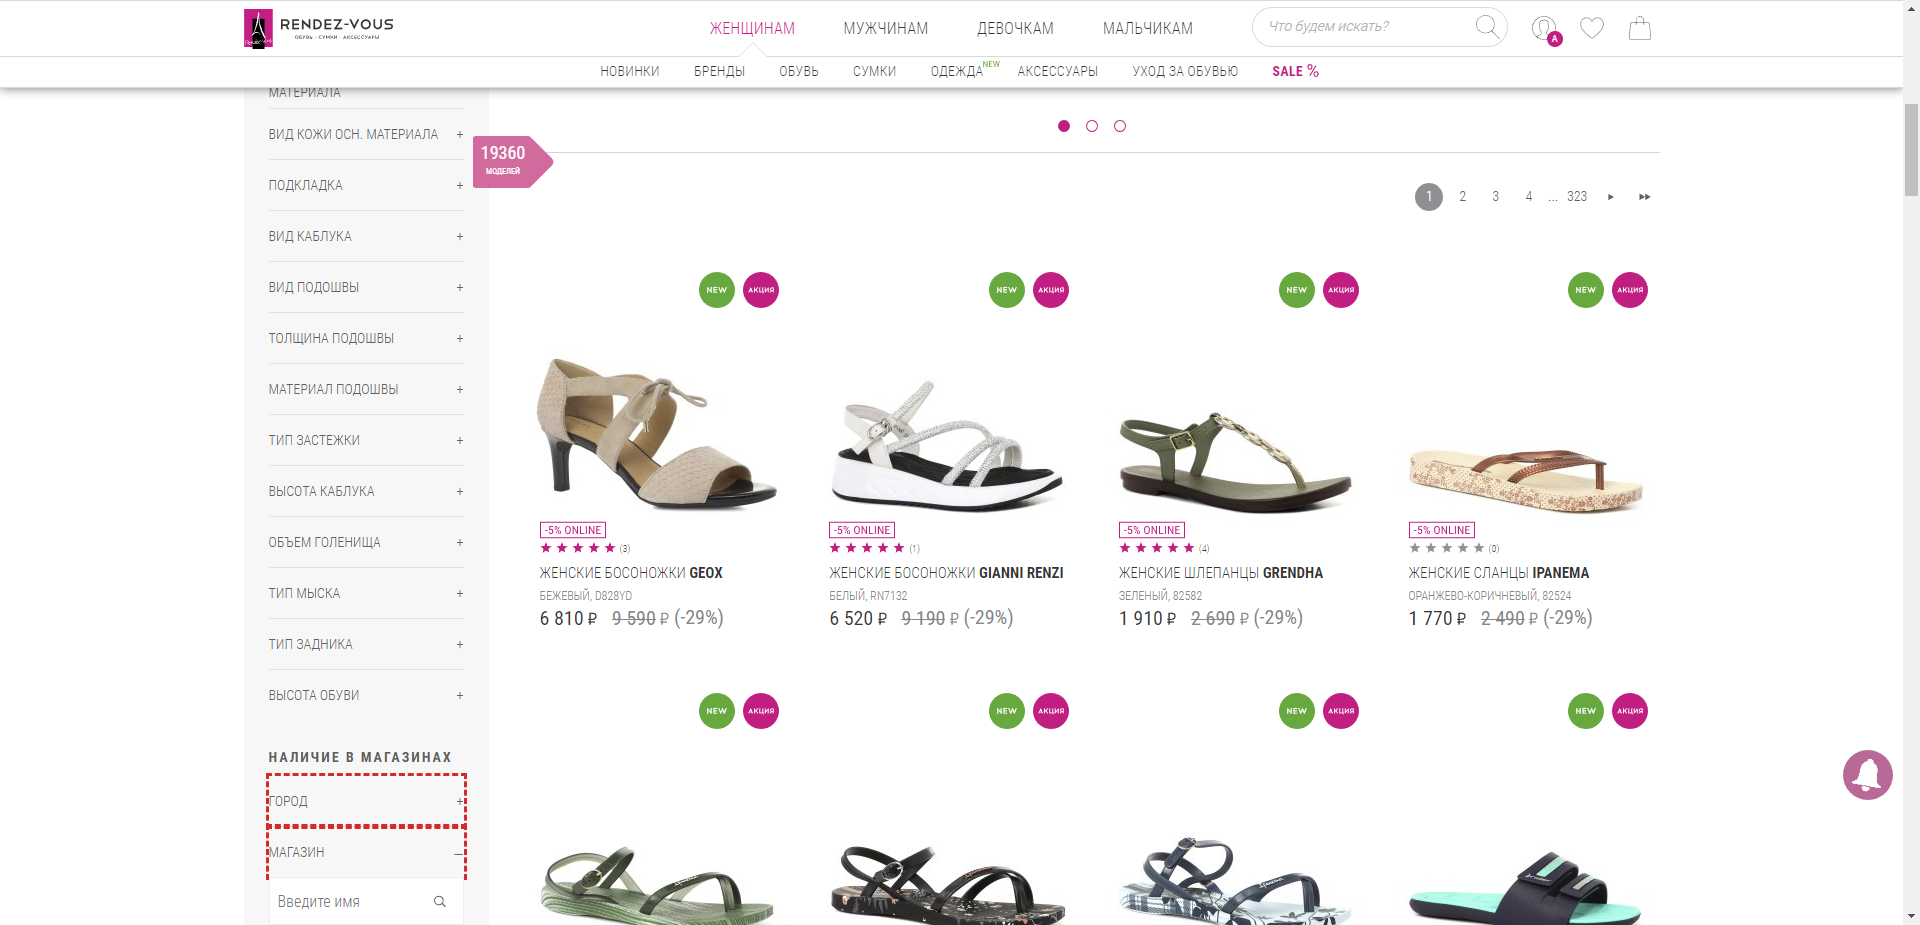 RENDEZ-VOUS
ОБУВЬ · СУМКИ · АКСЕССУАРЫ
ЖЕНЩИНАМ МУЖЧИНАМ ДЕВОЧКАМ МАЛЬЧИКАМ
Что будем искать?
A
НОВИНКИ БРЕНДЫ ОБУВЬ СУМКИ ОДЕЖДА NEW АКСЕССУАРЫ УХОД ЗА ОБУВЬЮ SALE %
МАТЕРИАЛА
ВИД КОЖИ ОСН. МАТЕРИАЛА +
ПОДКЛАДКА +
ВИД КАБЛУКА +
ВИД ПОДОШВЫ +
ТОЛЩИНА ПОДОШВЫ +
МАТЕРИАЛ ПОДОШВЫ +
ТИП ЗАСТЕЖКИ +
ВЫСОТА КАБЛУКА +
ОБЪЕМ ГОЛЕНИЩА +
ТИП МЫСКА +
ТИП ЗАДНИКА +
ВЫСОТА ОБУВИ +
НАЛИЧИЕ В МАГАЗИНАХ
ГОРОД +
МАГАЗИН –
Введите имя
19360
МОДЕЛЕЙ
1 2 3 4 ... 323
NEW АКЦИЯ NEW АКЦИЯ NEW АКЦИЯ NEW АКЦИЯ
-5% ONLINE
(3)
ЖЕНСКИЕ БОСОНОЖКИ GEOX
БЕЖЕВЫЙ, D828YD
6 810 ₽ 9 590 ₽ (-29%)
-5% ONLINE
(1)
ЖЕНСКИЕ БОСОНОЖКИ GIANNI RENZI
БЕЛЫЙ, RN7132
6 520 ₽ 9 190 ₽ (-29%)
-5% ONLINE
(4)
ЖЕНСКИЕ ШЛЕПАНЦЫ GRENDHA
ЗЕЛЕНЫЙ, 82582
1 910 ₽ 2 690 ₽ (-29%)
-5% ONLINE
(0)
ЖЕНСКИЕ СЛАНЦЫ IPANEMA
ОРАНЖЕВО-КОРИЧНЕВЫЙ, 82524
1 770 ₽ 2 490 ₽ (-29%)
NEW АКЦИЯ NEW АКЦИЯ NEW АКЦИЯ NEW АКЦИЯ